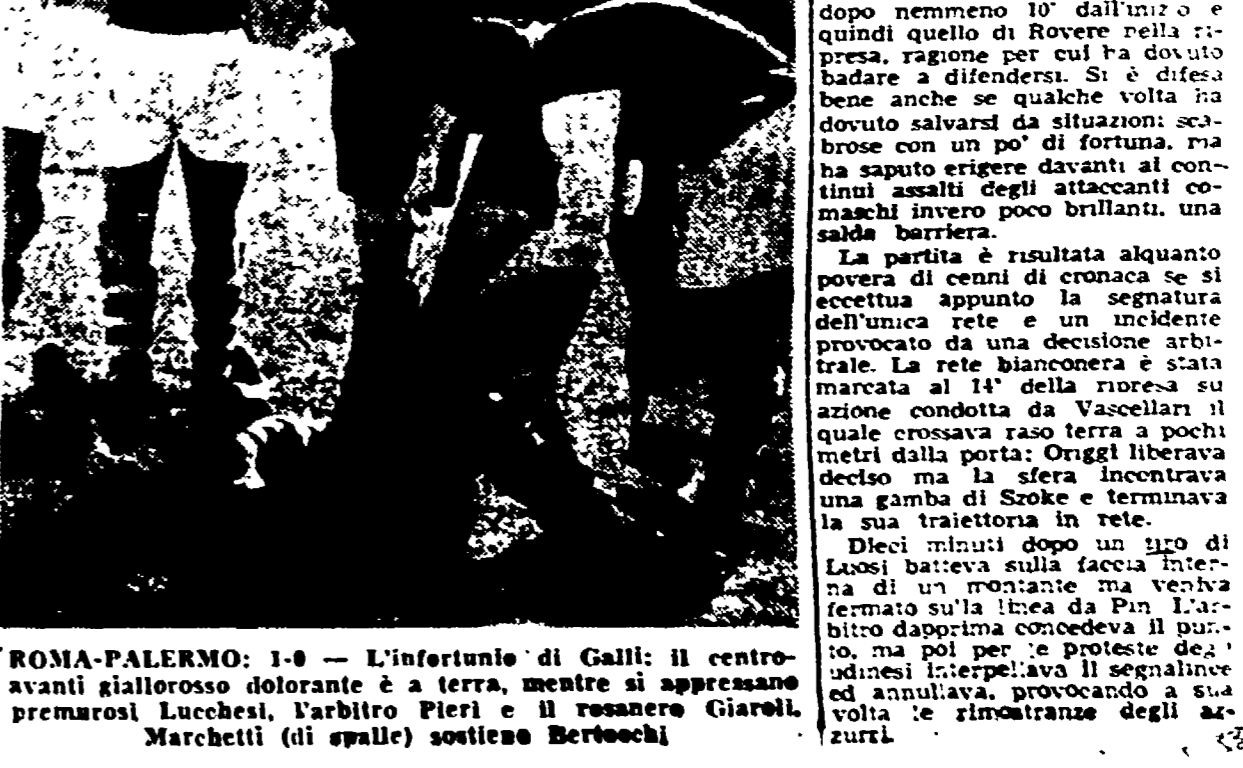 ROMA-PALERMO: 1-0 — L'infortunio di Galli: il centro-
avanti giallorosso dolorante è a terra, mentre si appressano
premurosi Lucchesi, l'arbitro Pieri e il rosanero Giaroli.
Marchetti (di spalle) sostiene Bertocchi
dopo nemmeno 10' dall'inizio e
quindi quello di Rovere nella ri-
presa, ragione per cui ha dovuto
badare a difendersi. Si è difesa
bene anche se qualche volta ha
dovuto salvarsi da situazioni sca-
brose con un po' di fortuna, ma
ha saputo erigere davanti ai con-
tinui assalti degli attaccanti co-
maschi invero poco brillanti, una
salda barriera.
La partita è risultata alquanto
povera di cenni di cronaca se si
eccettua appunto la segnatura
dell'unica rete e un incidente
provocato da una decisione arbi-
trale. La rete bianconera è stata
marcata al 14' della ripresa su
azione condotta da Vascellari il
quale crossava raso terra a pochi
metri dalla porta: Origgi liberava
deciso ma la sfera incontrava
una gamba di Szoke e terminava
la sua traiettoria in rete.
Dieci minuti dopo un tiro di
Luosi batteva sulla faccia inter-
na di un montante ma veniva
fermato sulla linea da Pin. L'ar-
bitro dapprima concedeva il pun-
to, ma poi per le proteste degli
udinesi interpellava il segnalinee
ed annullava, provocando a sua
volta le rimostranze degli az-
zurri.